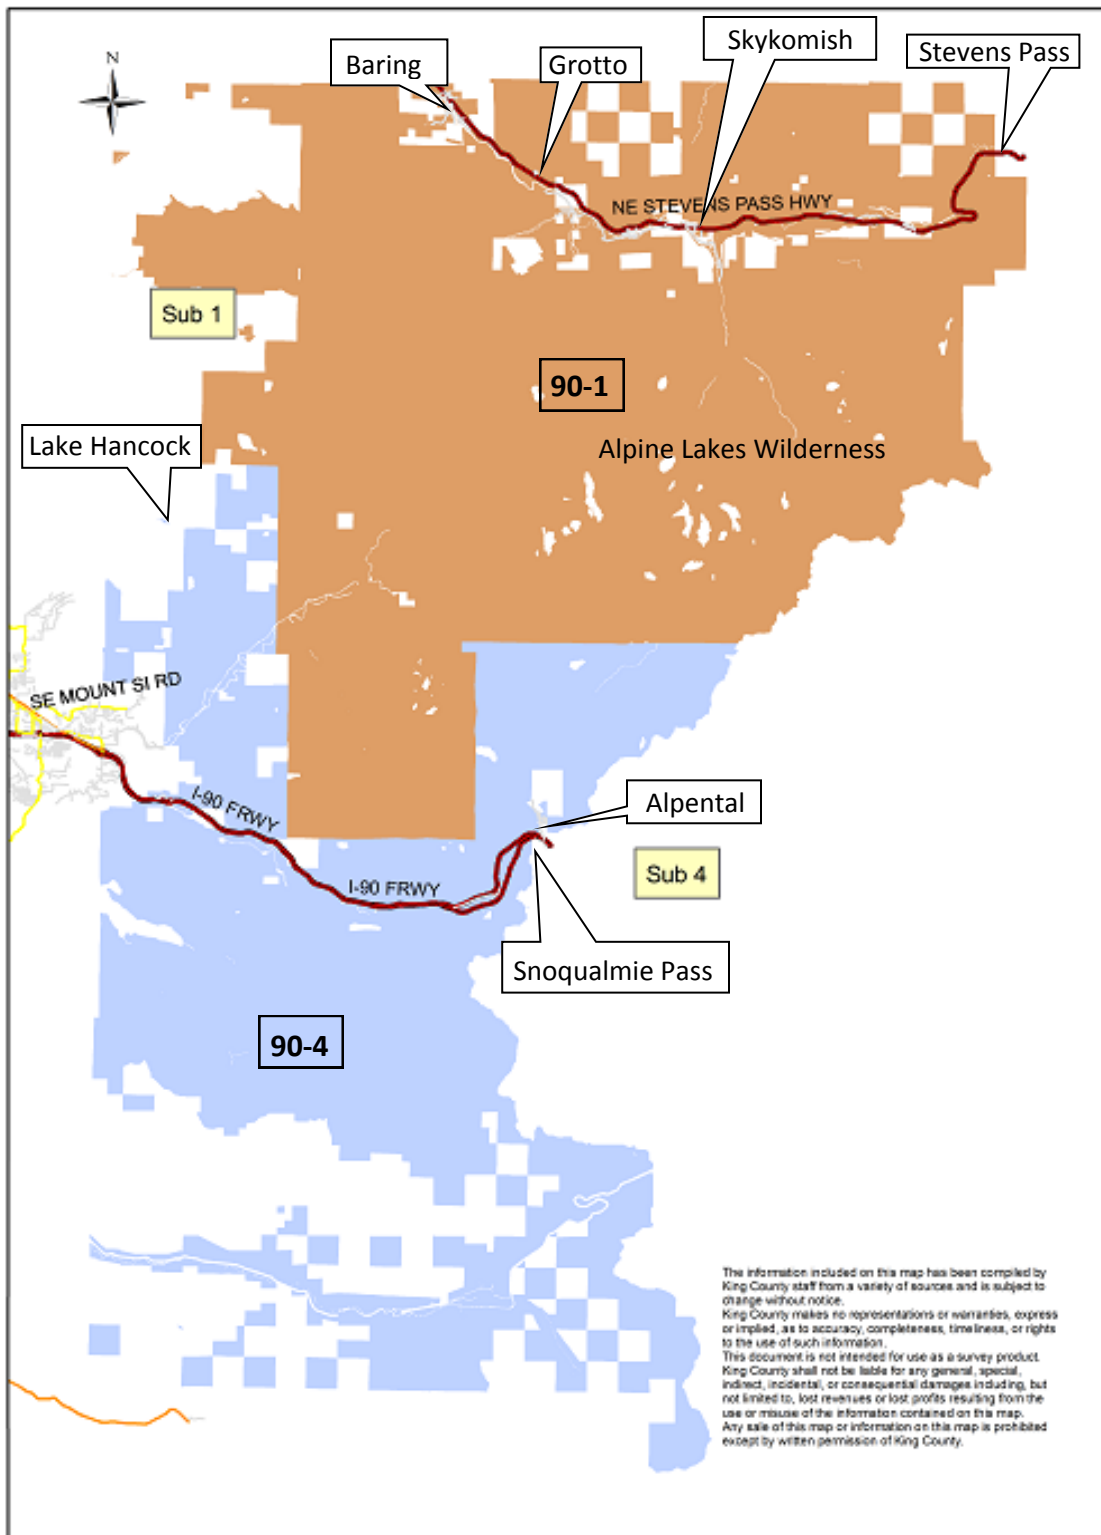 N
Baring
Grotto
Skykomish
Stevens Pass
NE STEVENS PASS HWY
Sub 1
90-1
Lake Hancock
Alpine Lakes Wilderness
SE MOUNT SI RD
I-90 FRWY
Alpental
I-90 FRWY
Sub 4
Snoqualmie Pass
90-4
The information included on this map has been compiled by
King County staff from a variety of sources and is subject to
change without notice.
King County makes no representations or warranties, express
or implied, as to accuracy, completeness, timeliness, or rights
to the use of such information.
This document is not intended for use as a survey product.
King County shall not be liable for any general, special,
indirect, incidental, or consequential damages including, but
not limited to, lost revenues or lost profits resulting from the
use or misuse of the information contained on this map.
Any sale of this map or information on this map is prohibited
except by written permission of King County.